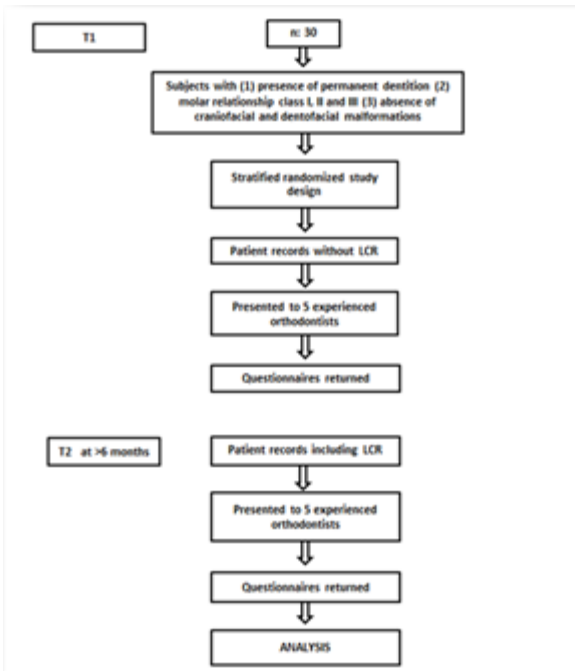 T1
n: 30
Subjects with (1) presence of permanent dentition (2)
molar relationship class I, II and III (3) absence of
craniofacial and dentofacial malformations
Stratified randomized study
design
Patient records without LCR
Presented to 5 experienced
orthodontists
Questionnaires returned
T2 at >6 months
Patient records including LCR
Presented to 5 experienced
orthodontists
Questionnaires returned
ANALYSIS